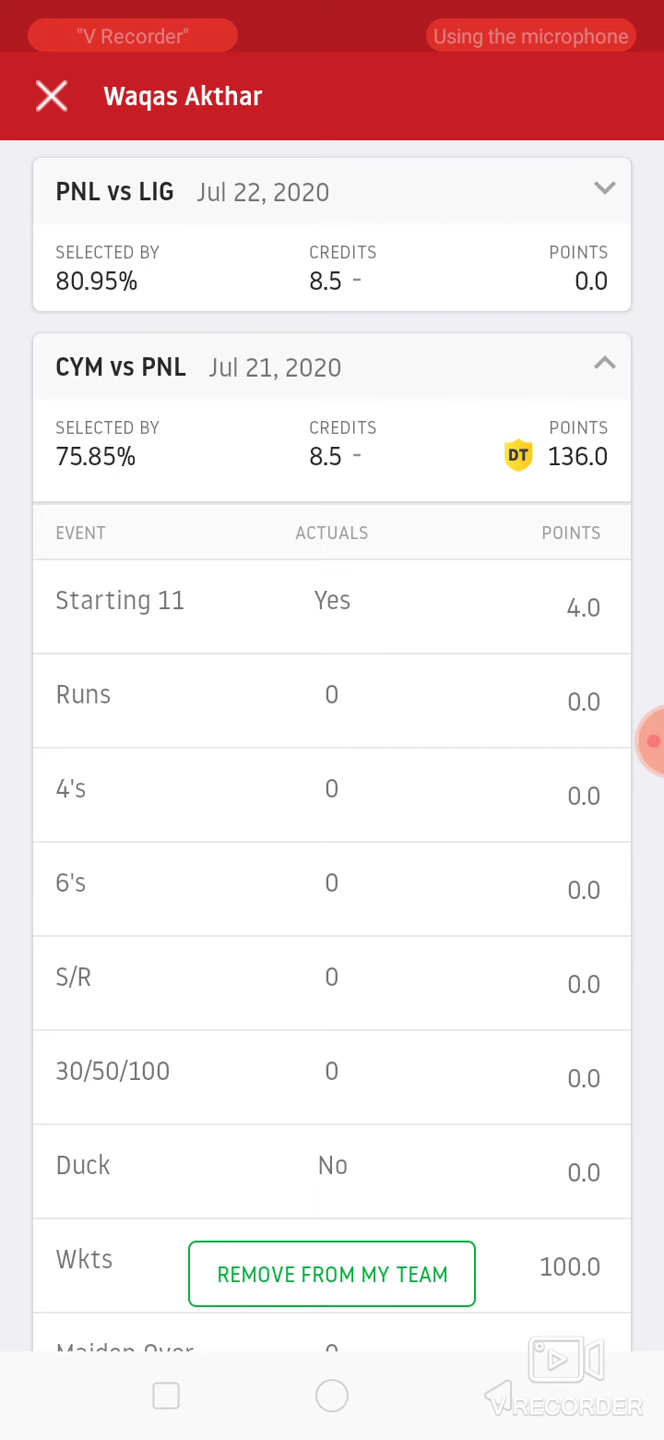 "V Recorder"
Using the microphone
Waqas Akthar
PNL vs LIG Jul 22, 2020
SELECTED BY CREDITS POINTS
80.95% 8.5 - 0.0
CYM vs PNL Jul 21, 2020
SELECTED BY CREDITS POINTS
75.85% 8.5 - DT 136.0
EVENT ACTUALS POINTS
Starting 11 Yes 4.0
Runs 0 0.0
4's 0 0.0
6's 0 0.0
S/R 0 0.0
30/50/100 0 0.0
Duck No 0.0
Wkts 100.0
REMOVE FROM MY TEAM
Maiden Over 0
VRECORDER